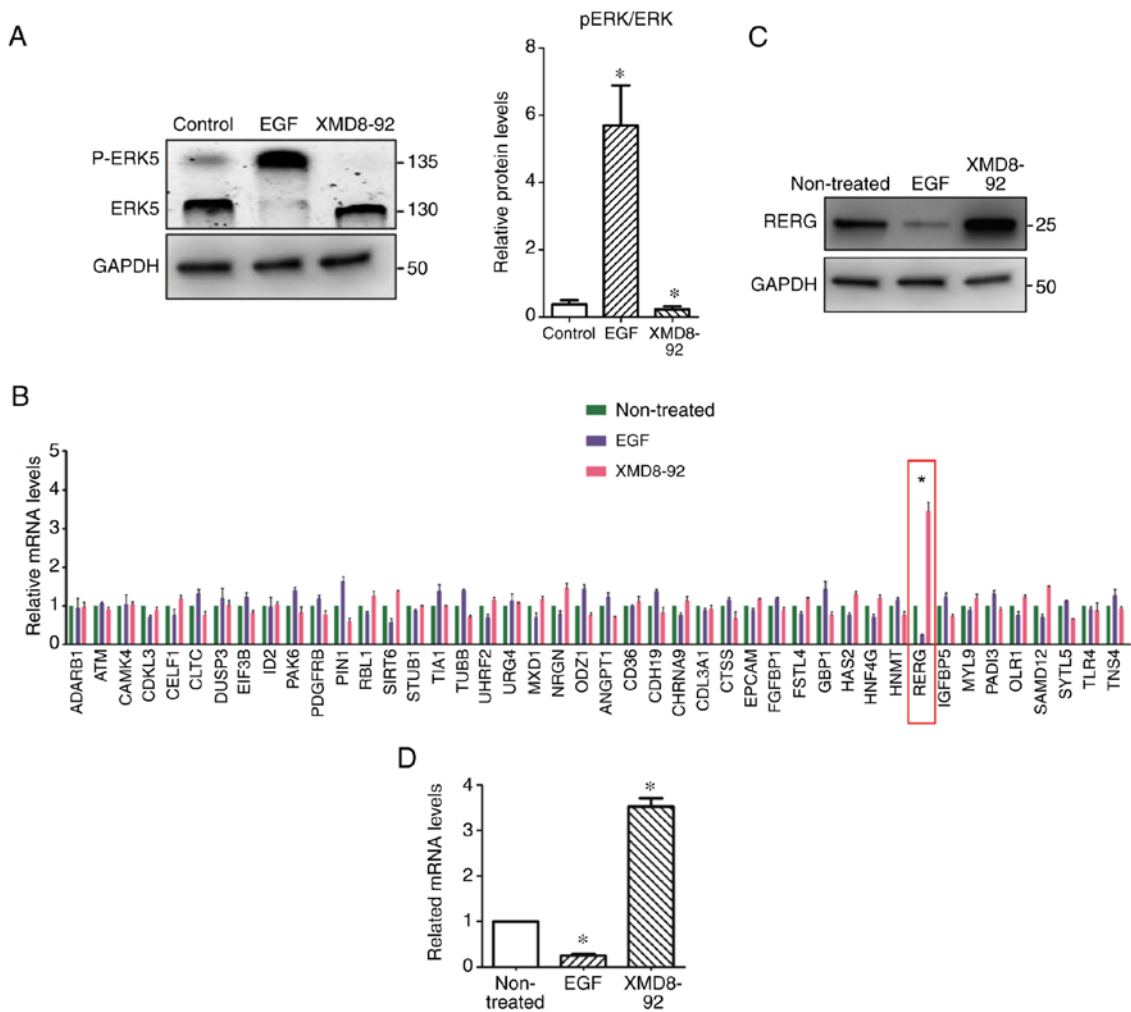 A
Control EGF XMD8-92
P-ERK5
ERK5
GAPDH
135
130
50
pERK/ERK
Relative protein levels
8
6
4
2
0
Control
EGF
XMD8-
92
*
*
C
Non-treated EGF XMD8-
92
RERG
GAPDH
25
50
B
Non-treated
EGF
XMD8-92
Relative mRNA levels
5
4
3
2
1
0
*
ADARB1
ATM
CAMK4
CDKL3
CELF1
CLTC
DUSP3
EIF3B
ID2
PAK6
PDGFRB
PIN1
RBL1
SIRT6
STUB1
TIA1
TUBB
UHRF2
URG4
MXD1
NRGN
ODZ1
ANGPT1
CD36
CDH19
CHRNA9
CDL3A1
CTSS
EPCAM
FGFBP1
FSTL4
GBP1
HAS2
HNF4G
HNMT
RERG
IGFBP5
MYL9
PADI3
OLR1
SAMD12
SYTL5
TLR4
TNS4
D
Related mRNA levels
4
3
2
1
0
*
*
Non-
treated
EGF
XMD8-
92